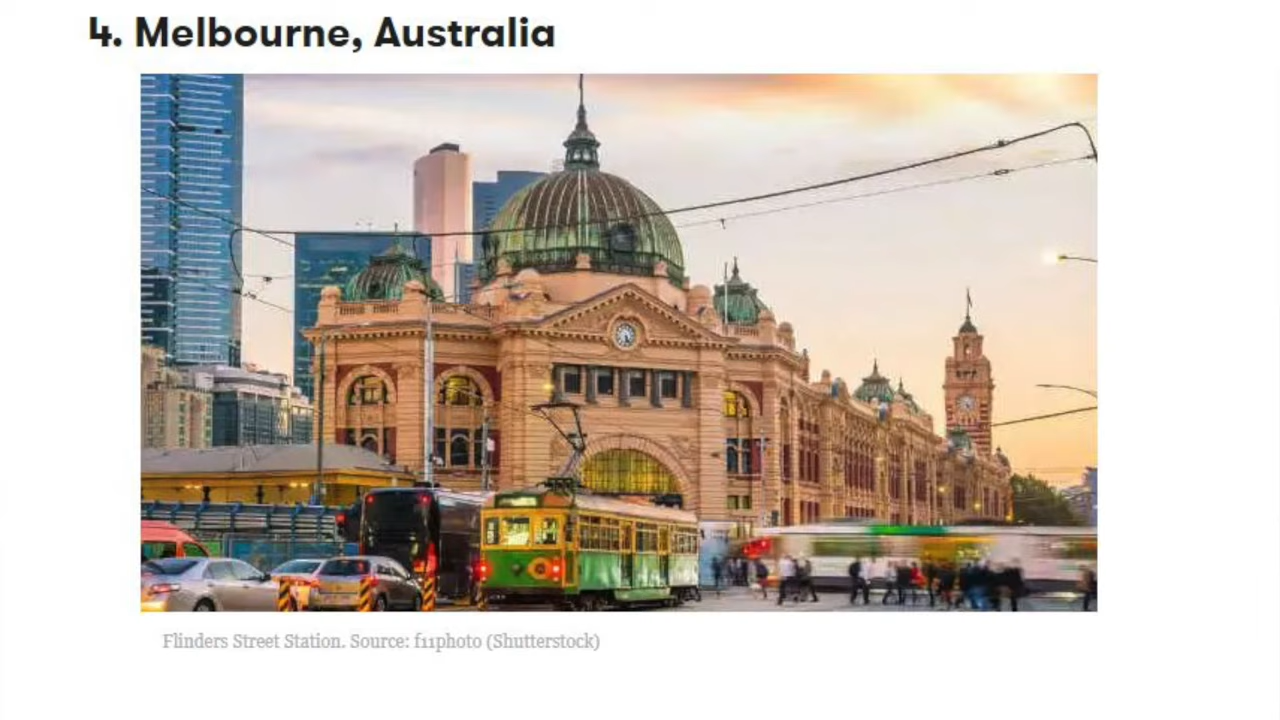 4. Melbourne, Australia
Flinders Street Station. Source: f11photo (Shutterstock)